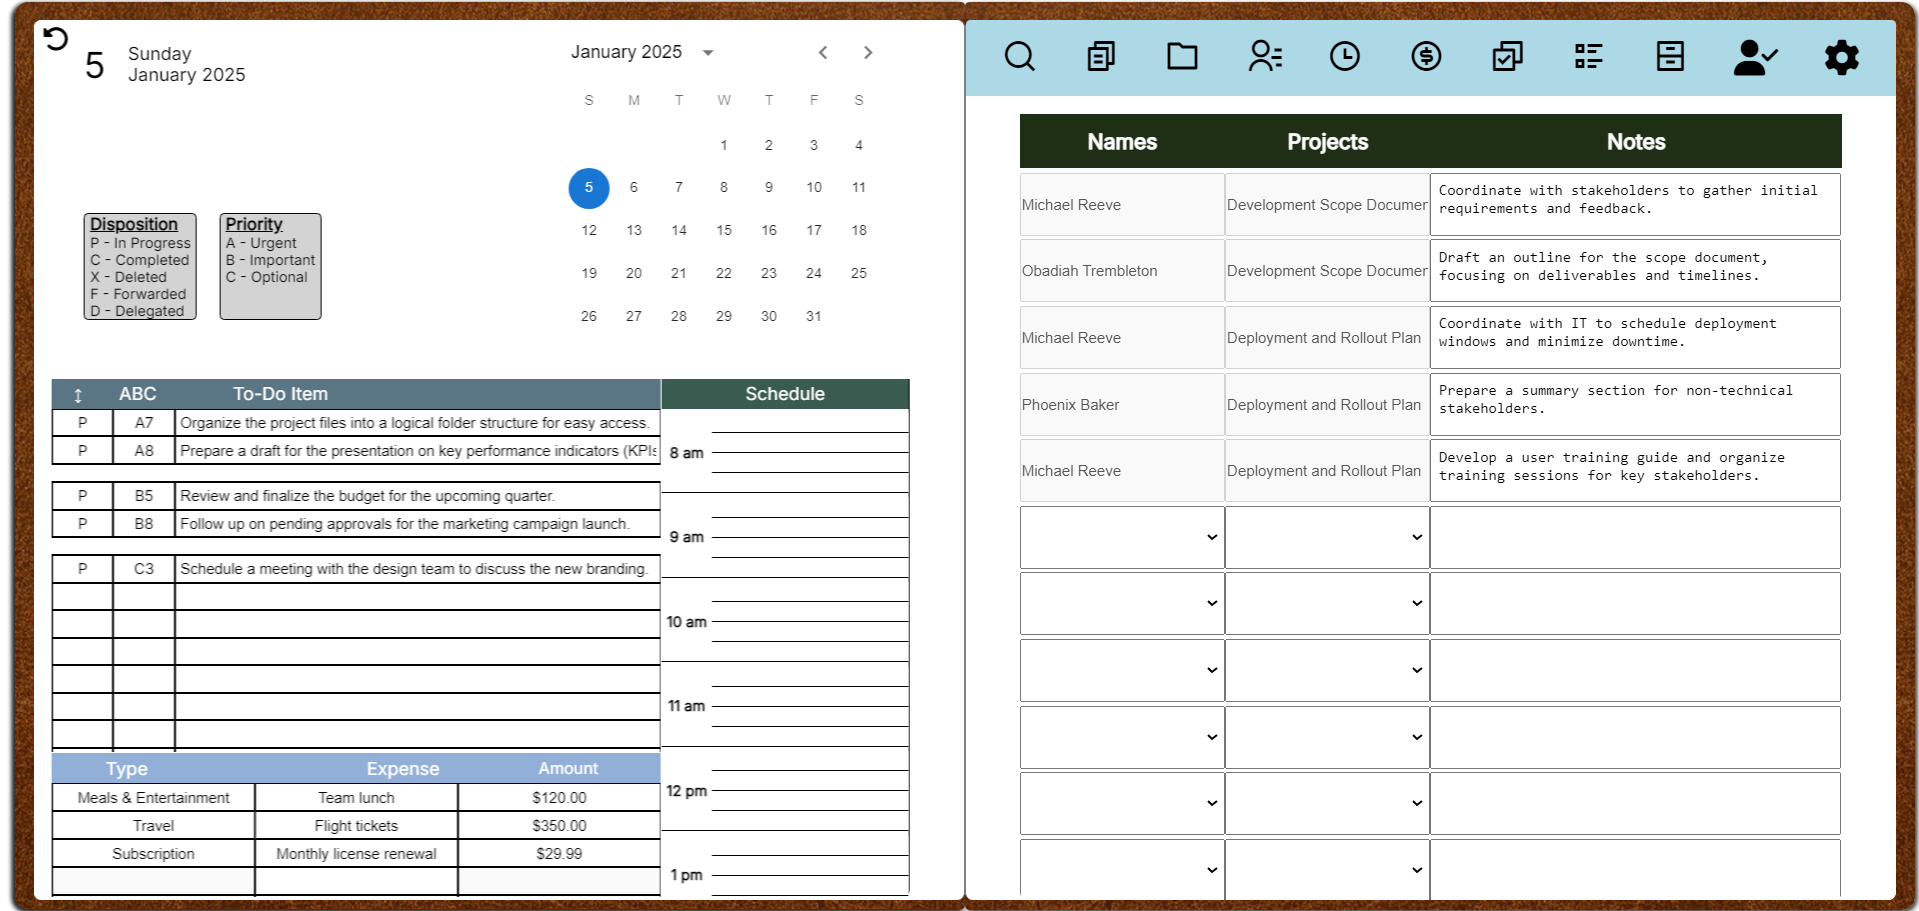 5
Sunday
January 2025
January 2025
S M T W T F S
1 2 3 4
5 6 7 8 9 10 11
12 13 14 15 16 17 18
19 20 21 22 23 24 25
26 27 28 29 30 31
Disposition
P - In Progress
C - Completed
X - Deleted
F - Forwarded
D - Delegated
Priority
A - Urgent
B - Important
C - Optional
ABC To-Do Item
P A7 Organize the project files into a logical folder structure for easy access.
P A8 Prepare a draft for the presentation on key performance indicators (KPIs
P B5 Review and finalize the budget for the upcoming quarter.
P B8 Follow up on pending approvals for the marketing campaign launch.
P C3 Schedule a meeting with the design team to discuss the new branding.
Type Expense Amount
Meals & Entertainment Team lunch $120.00
Travel Flight tickets $350.00
Subscription Monthly license renewal $29.99
Schedule
8 am
9 am
10 am
11 am
12 pm
1 pm
Names Projects Notes
Michael Reeve Development Scope Documen Coordinate with stakeholders to gather initial
requirements and feedback.
Obadiah Trembleton Development Scope Documen Draft an outline for the scope document,
focusing on deliverables and timelines.
Michael Reeve Deployment and Rollout Plan Coordinate with IT to schedule deployment
windows and minimize downtime.
Phoenix Baker Deployment and Rollout Plan Prepare a summary section for non-technical
stakeholders.
Michael Reeve Deployment and Rollout Plan Develop a user training guide and organize
training sessions for key stakeholders.